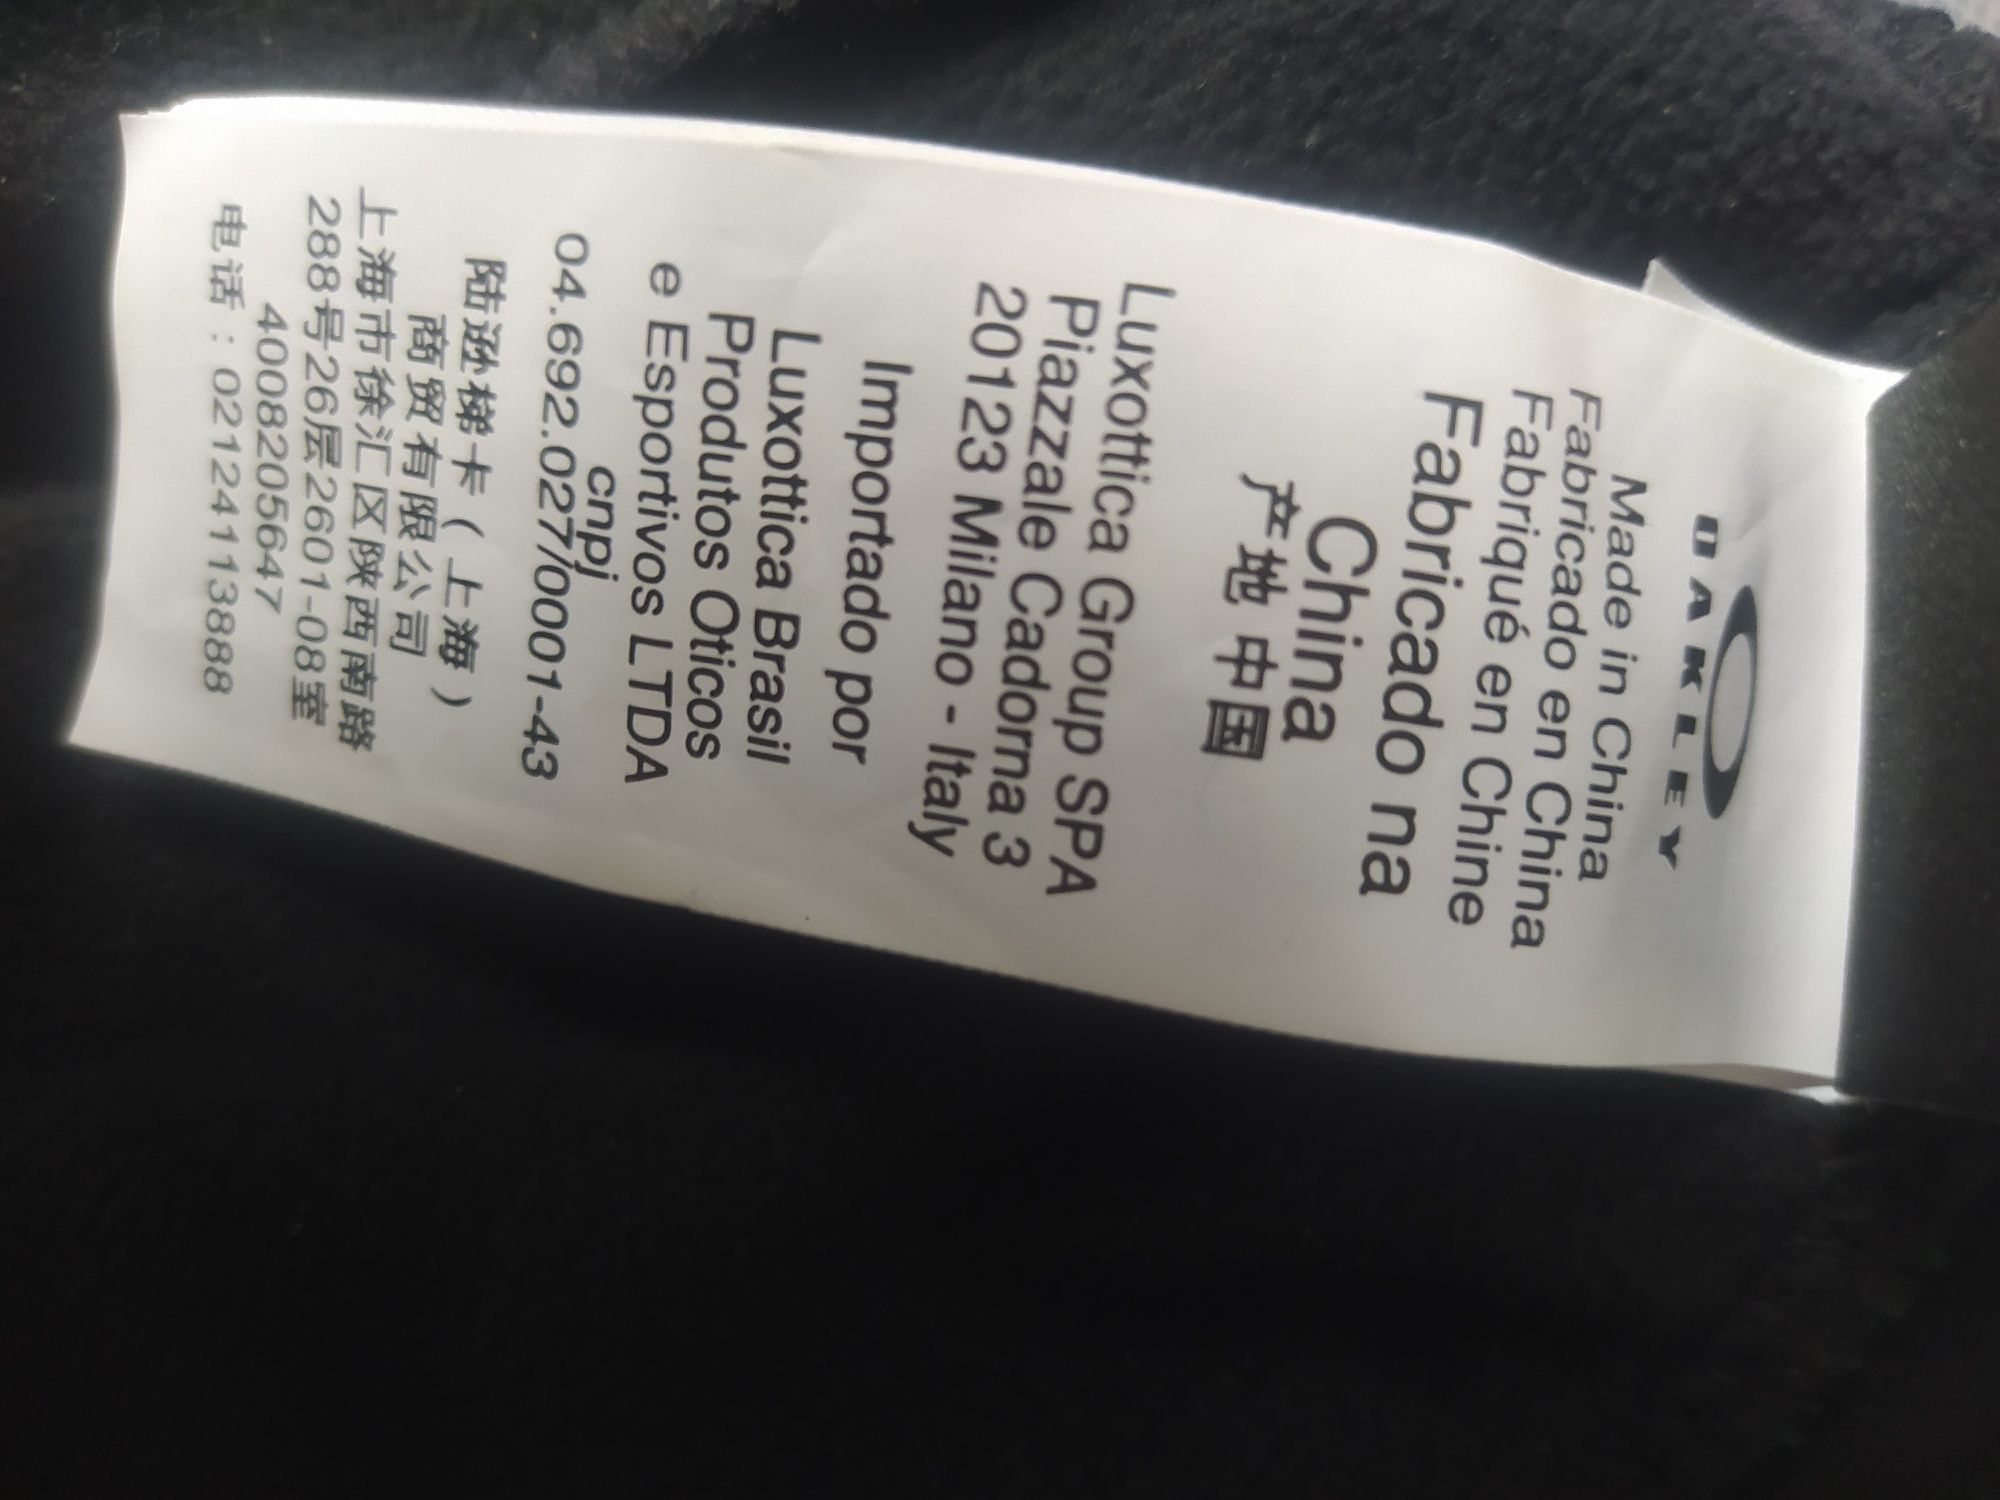 OAKLEY
Made in China
Fabricado en China
Fabriqué en Chine
Fabricado na
China
产地 中国
Luxottica Group SPA
Piazzale Cadorna 3
20123 Milano - Italy
Importado por
Luxottica Brasil
Produtos Oticos
e Esportivos LTDA
cnpj
04.692.027/0001-43
陆逊梯卡（上海）
商贸有限公司
上海市徐汇区陕西南路
288号26层2601-08室
4008205647
电话：02124113888